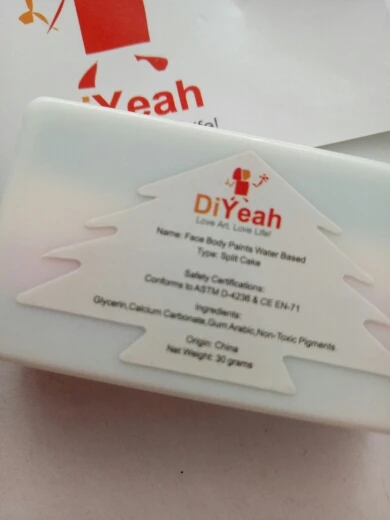 DiYeah
Life!
DiYeah
Love Art, Love Life!
Name: Face Body Paints Water Based
Type: Split Cake
Safety Certifications:
Conforms to ASTM D-4236 & CE EN-71
Ingredients:
Glycerin,Calcium Carbonate,Gum Arabic,Non-Toxic Pigments
Origin: China
Net Weight: 30 grams